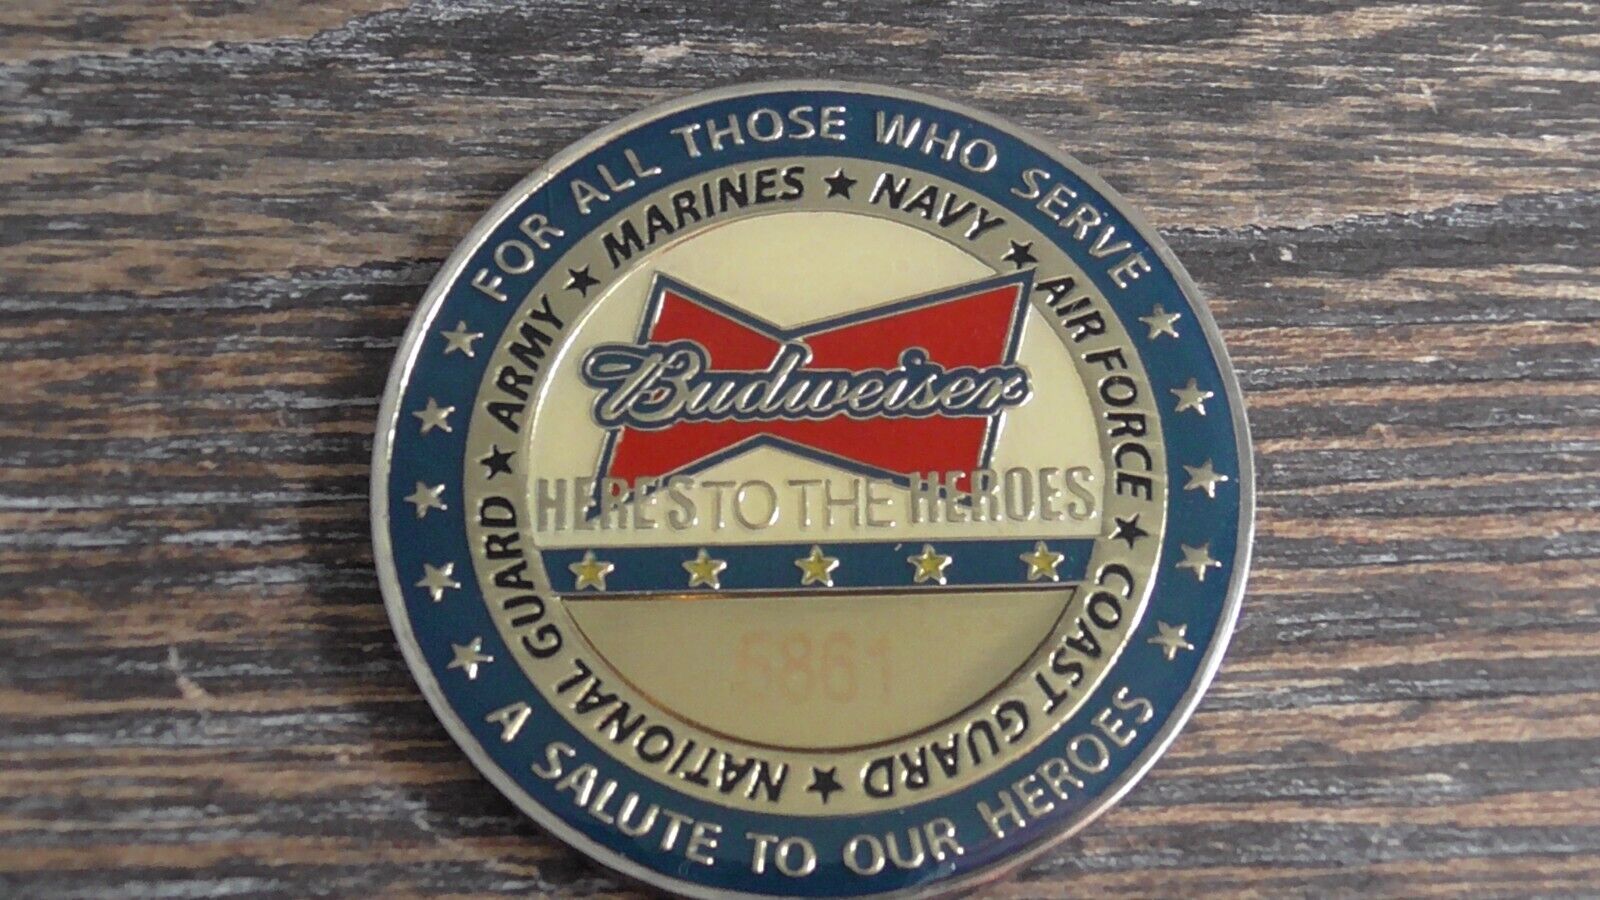 FOR ALL THOSE WHO SERVE
NATIONAL GUARD ★ ARMY ★ MARINES ★ NAVY ★ AIR FORCE ★ COAST GUARD ★
Budweiser
HERE'S TO THE HEROES
5861
A SALUTE TO OUR HEROES